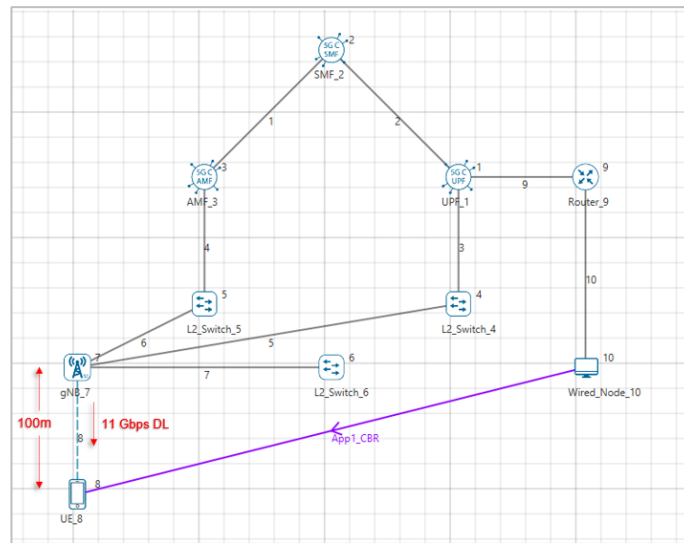 5G C
SMF
2
SMF_2
1
2
5G C
AMF
3
AMF_3
5G C
UPF
1
UPF_1
9
9
Router_9
4
3
10
5
L2_Switch_5
4
L2_Switch_4
6
5
7
gNB_7
7
6
L2_Switch_6
10
Wired_Node_10
100m
11 Gbps DL
8
App1_CBR
8
UE_8